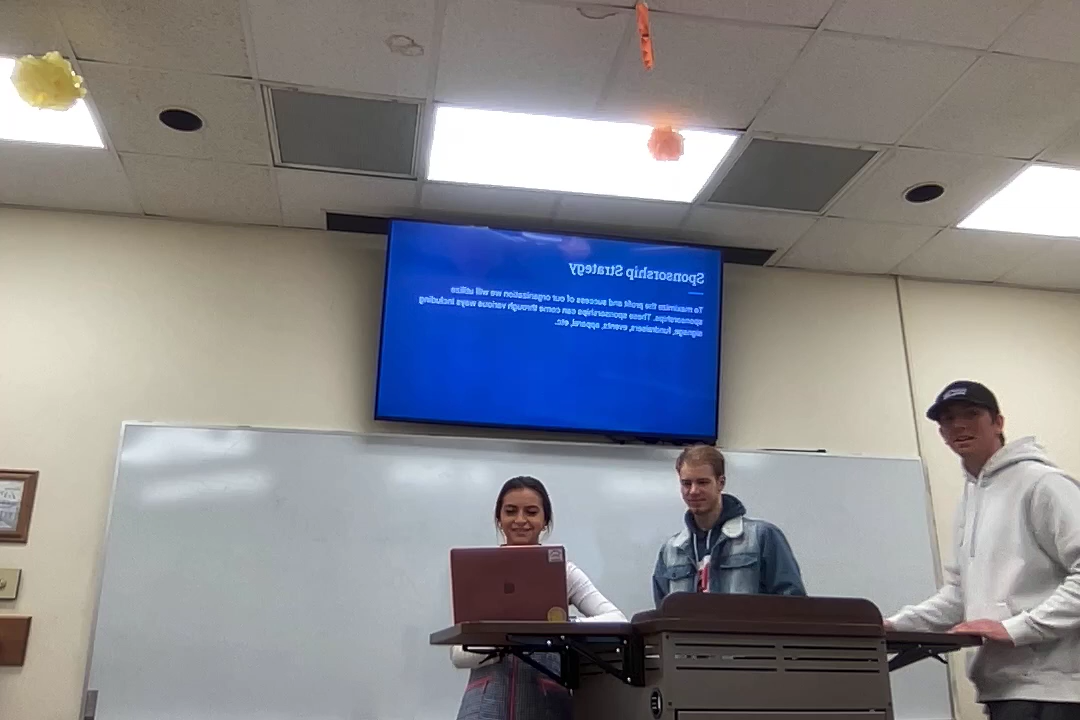 Sponsorship Strategy
To maximize the profit and success of our organization we will utilize
sponsorships. These sponsorships can come through various ways including
signage, fundraisers, events, apparel, etc.